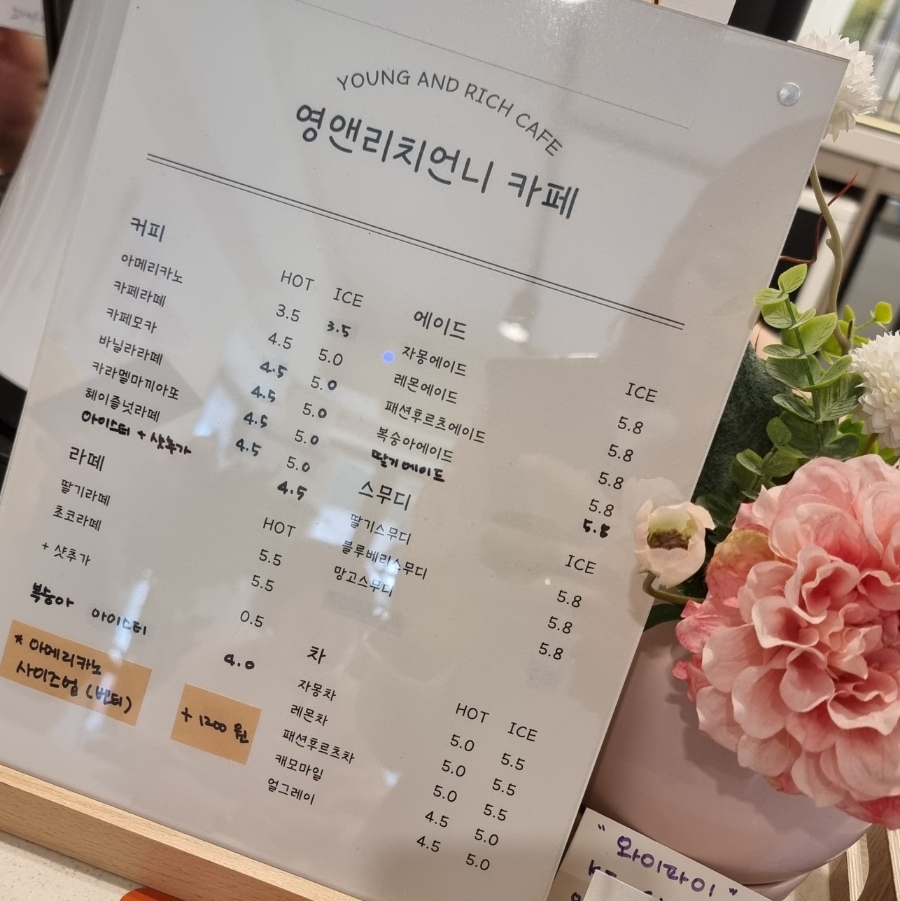 YOUNG AND RICH CAFE
영앤리치언니 카페
커피 HOT ICE
아메리카노 3.5 3.5
카페라떼 4.5 5.0
카페모카 4.5 5.0
바닐라라떼 4.5 5.0
카라멜마끼아또 4.5 5.0
헤이즐넛라떼 4.5 5.0
아이스티 + 샷추가 4.5
라떼 HOT
딸기라떼 5.5
초코라떼 5.5
+ 샷추가 0.5
복숭아 아이스티 4.0
* 아메리카노
사이즈업 (벤티)
+ 1200 원
에이드 ICE
자몽에이드 5.8
레몬에이드 5.8
패션후르츠에이드 5.8
복숭아에이드 5.8
딸기에이드 5.8
스무디 ICE
딸기스무디 5.8
블루베리스무디 5.8
망고스무디 5.8
차 HOT ICE
자몽차 5.0 5.5
레몬차 5.0 5.5
패션후르츠차 5.0 5.5
캐모마일 4.5 5.0
얼그레이 4.5 5.0
" 와이파이 "